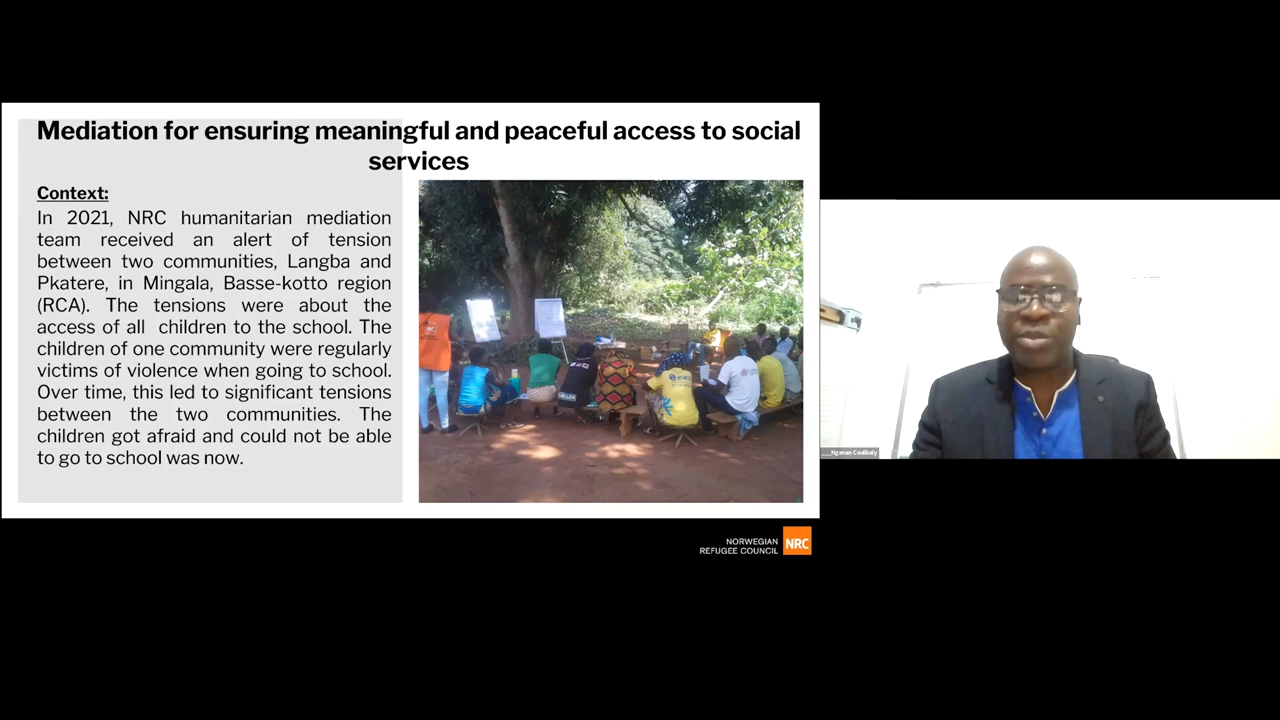 Mediation for ensuring meaningful and peaceful access to social
services
Context:
In 2021, NRC humanitarian mediation
team received an alert of tension
between two communities, Langba and
Pkatere, in Mingala, Basse-kotto region
(RCA). The tensions were about the
access of all children to the school. The
children of one community were regularly
victims of violence when going to school.
Over time, this led to significant tensions
between the two communities. The
children got afraid and could not be able
to go to school was now.
NRC
___Nganan Coulibaly
NORWEGIAN
REFUGEE COUNCIL
NRC